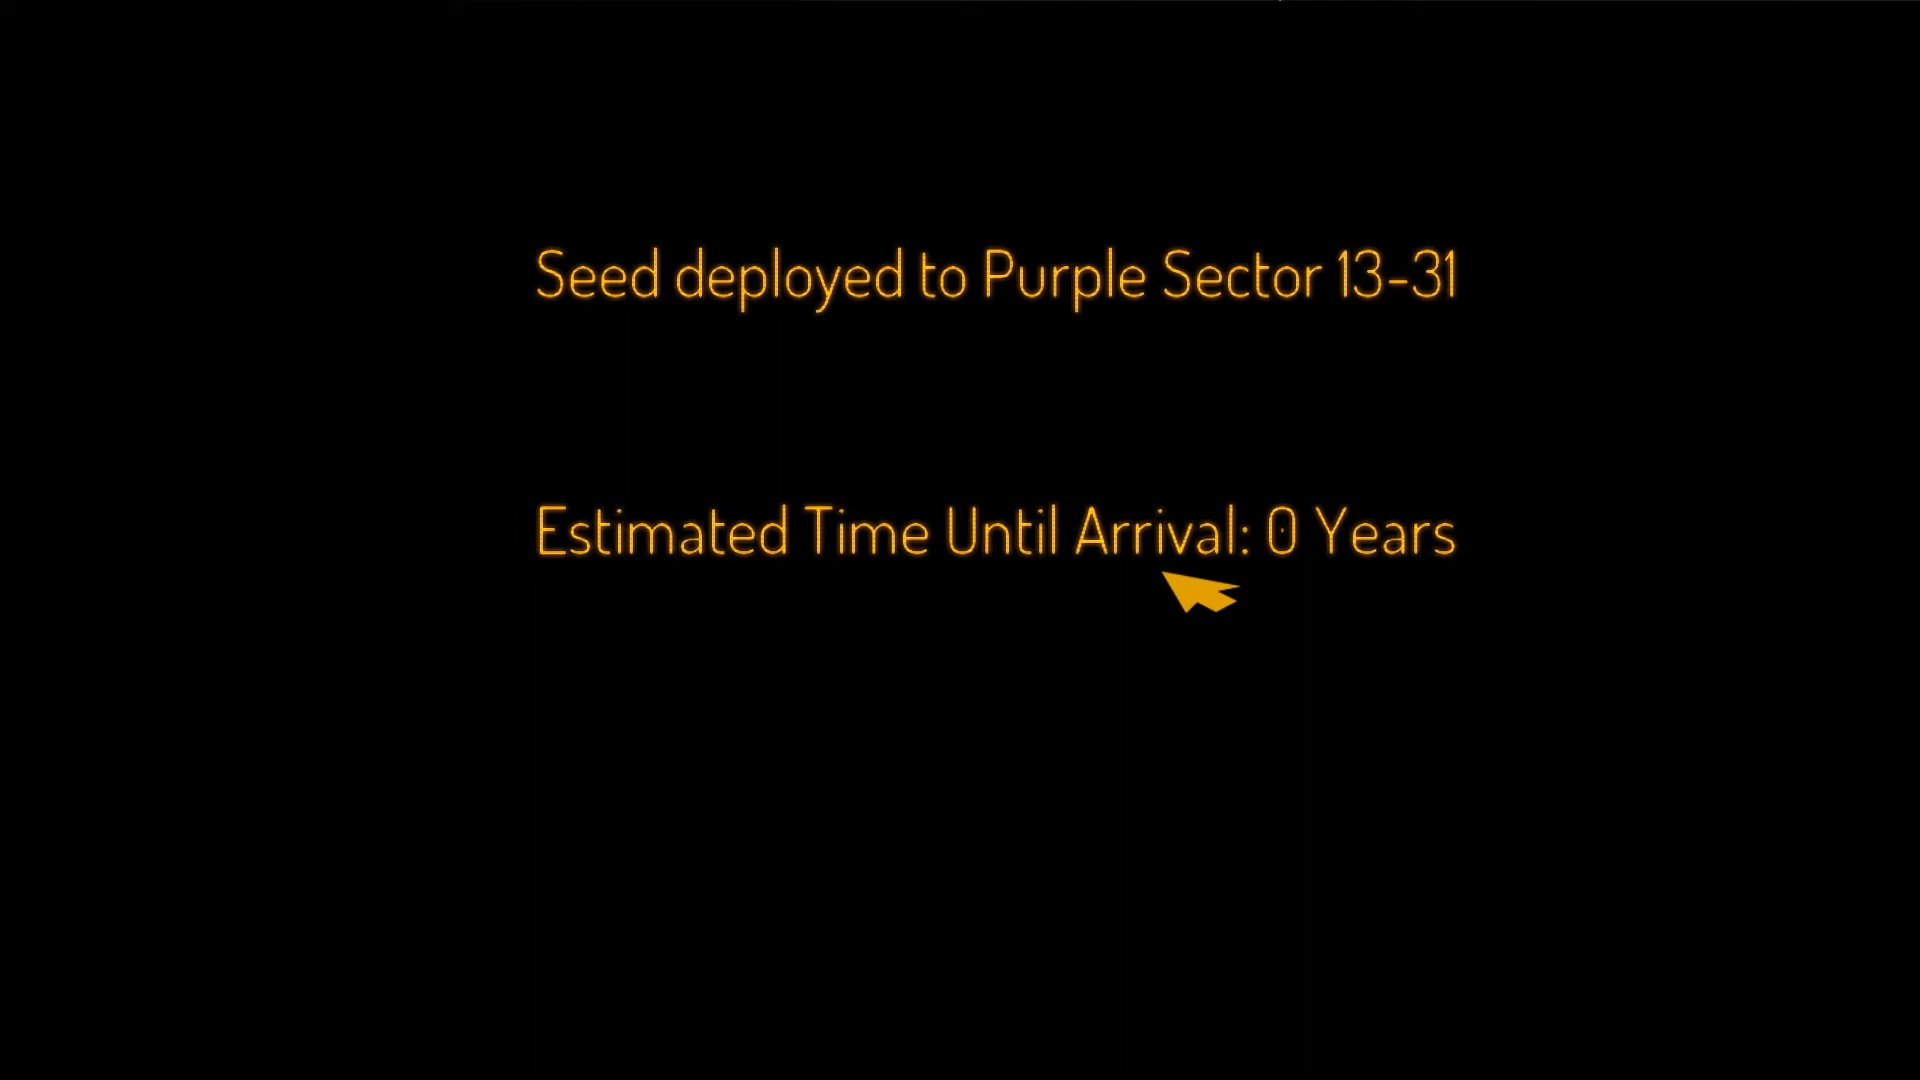 Seed deployed to Purple Sector 13-31
Estimated Time Until Arrival: 0 Years